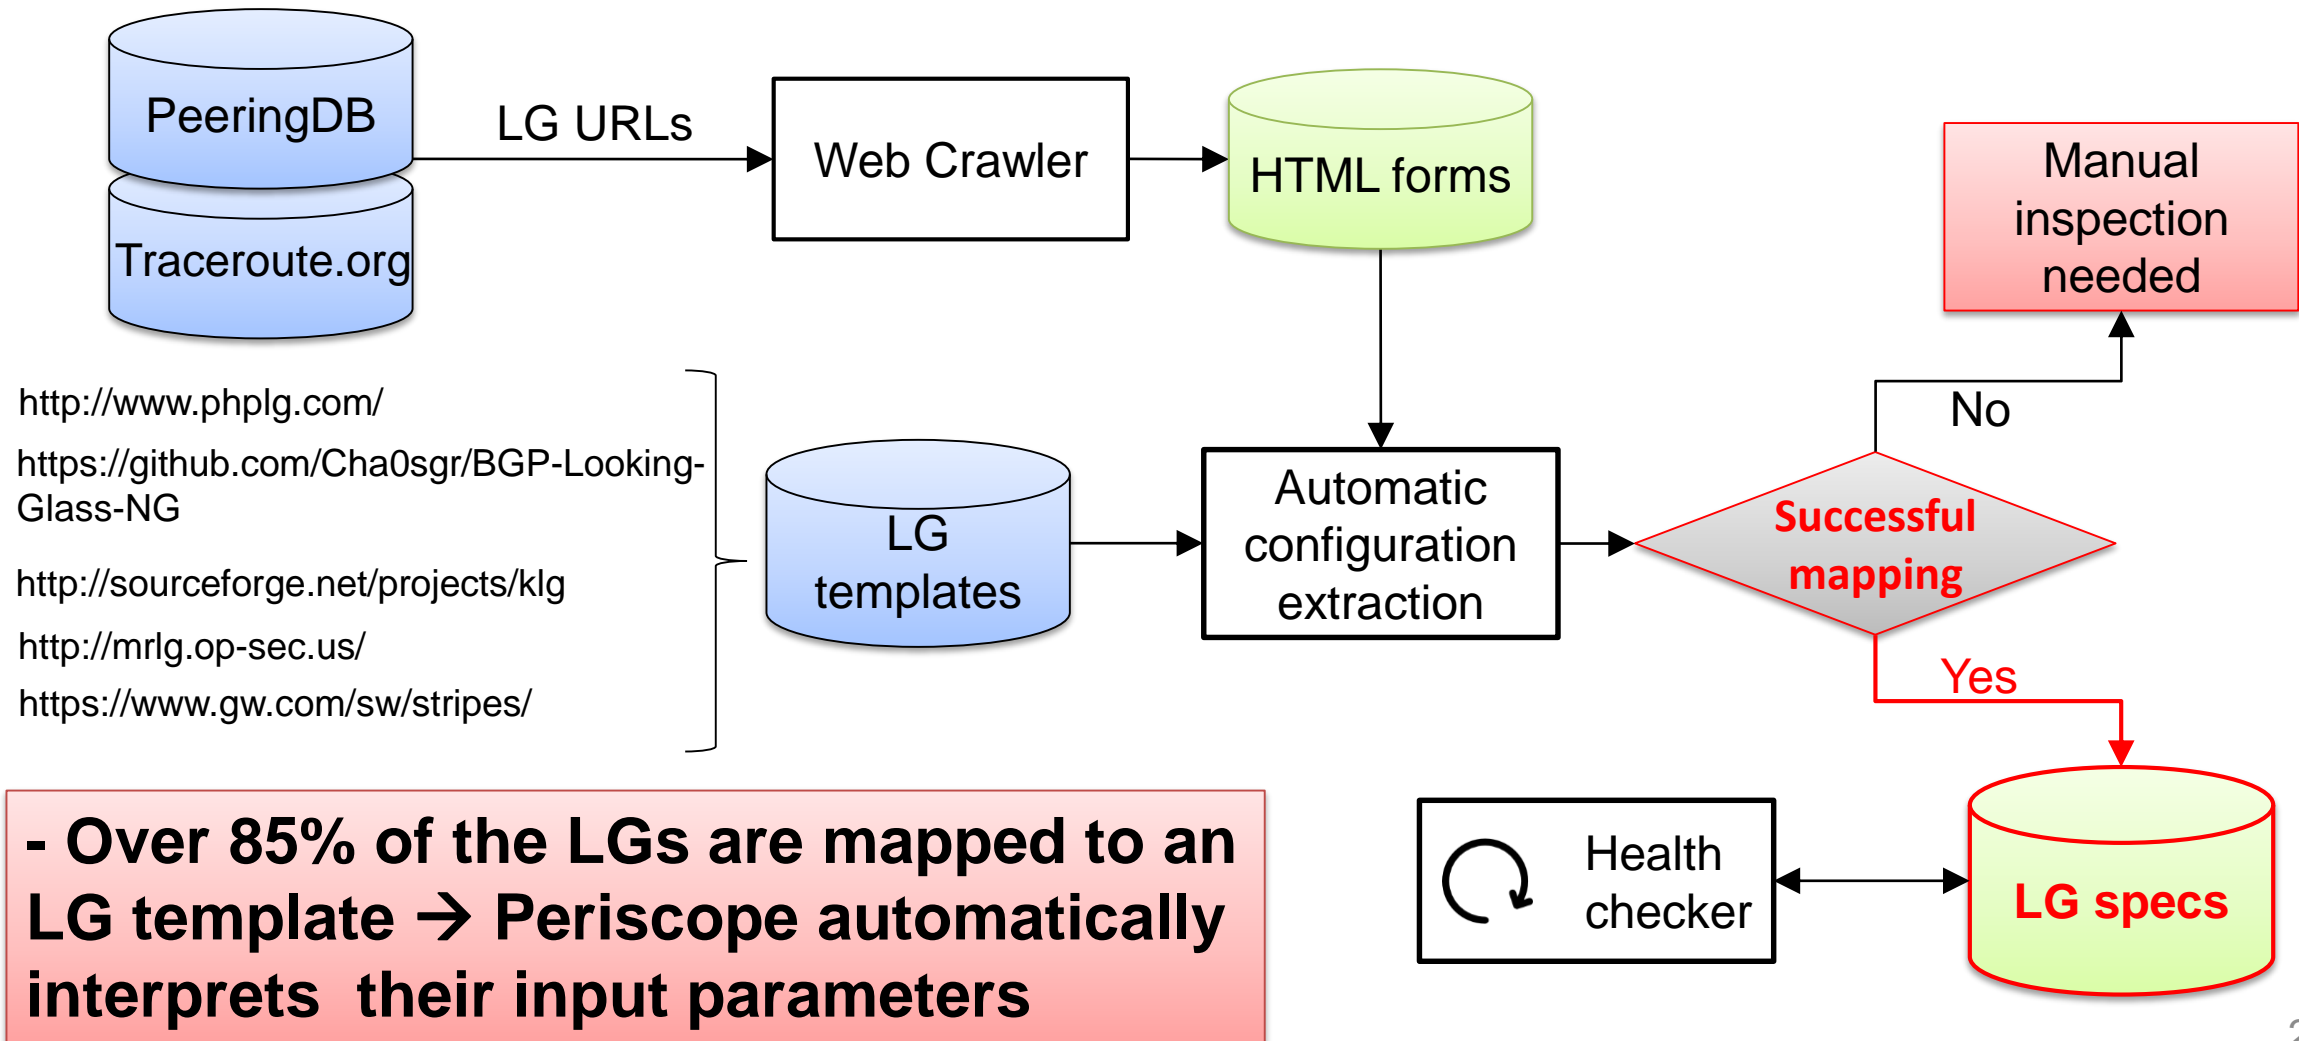 PeeringDB
Traceroute.org
LG URLs
Web Crawler
HTML forms
Manual
inspection
needed
http://www.phplg.com/
https://github.com/Cha0sgr/BGP-Looking-
Glass-NG
http://sourceforge.net/projects/klg
http://mrlg.op-sec.us/
https://www.gw.com/sw/stripes/
LG
templates
Automatic
configuration
extraction
Successful
mapping
No
Yes
- Over 85% of the LGs are mapped to an
LG template → Periscope automatically
interprets  their input parameters
Health
checker
LG specs